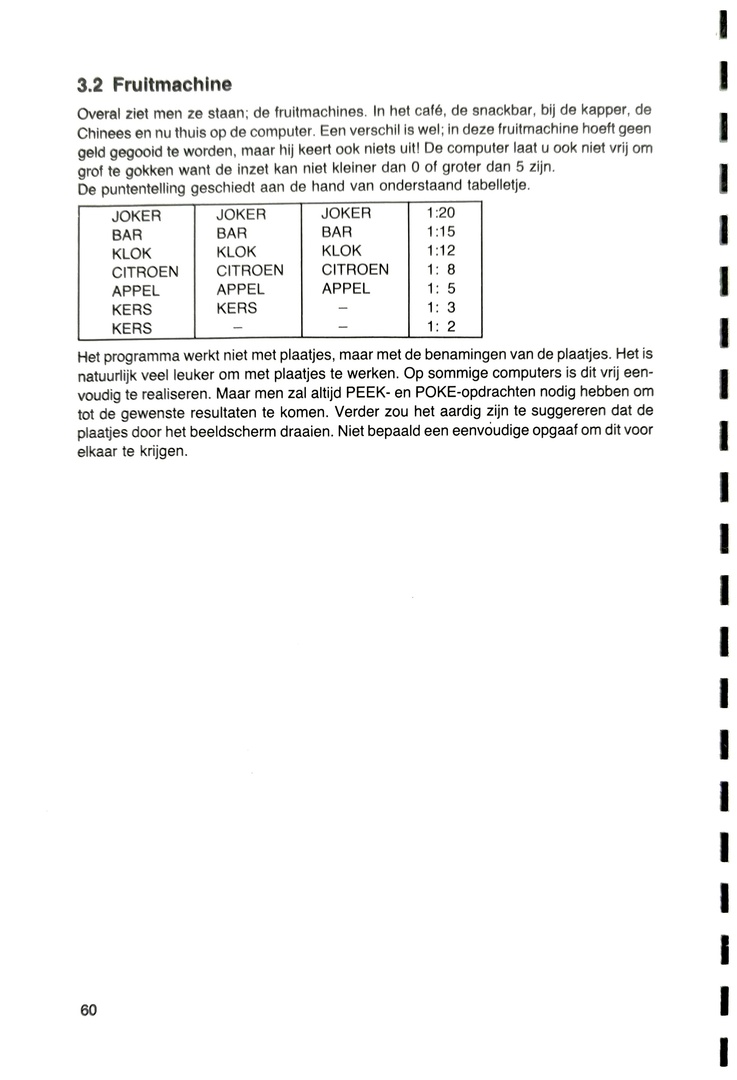 3.2 Fruitmachine
Overal ziet men ze staan; de fruitmachines. In het café, de snackbar, bij de kapper, de
Chinees en nu thuis op de computer. Een verschil is wel; in deze fruitmachine hoeft geen
geld gegooid te worden, maar hij keert ook niets uit! De computer laat u ook niet vrij om
grof te gokken want de inzet kan niet kleiner dan 0 of groter dan 5 zijn.
De puntentelling geschiedt aan de hand van onderstaand tabelletje.
JOKER JOKER JOKER 1:20
BAR BAR BAR 1:15
KLOK KLOK KLOK 1:12
CITROEN CITROEN CITROEN 1: 8
APPEL APPEL APPEL 1: 5
KERS KERS – 1: 3
KERS – – 1: 2
Het programma werkt niet met plaatjes, maar met de benamingen van de plaatjes. Het is
natuurlijk veel leuker om met plaatjes te werken. Op sommige computers is dit vrij een-
voudig te realiseren. Maar men zal altijd PEEK- en POKE-opdrachten nodig hebben om
tot de gewenste resultaten te komen. Verder zou het aardig zijn te suggereren dat de
plaatjes door het beeldscherm draaien. Niet bepaald een eenvoudige opgaaf om dit voor
elkaar te krijgen.
60